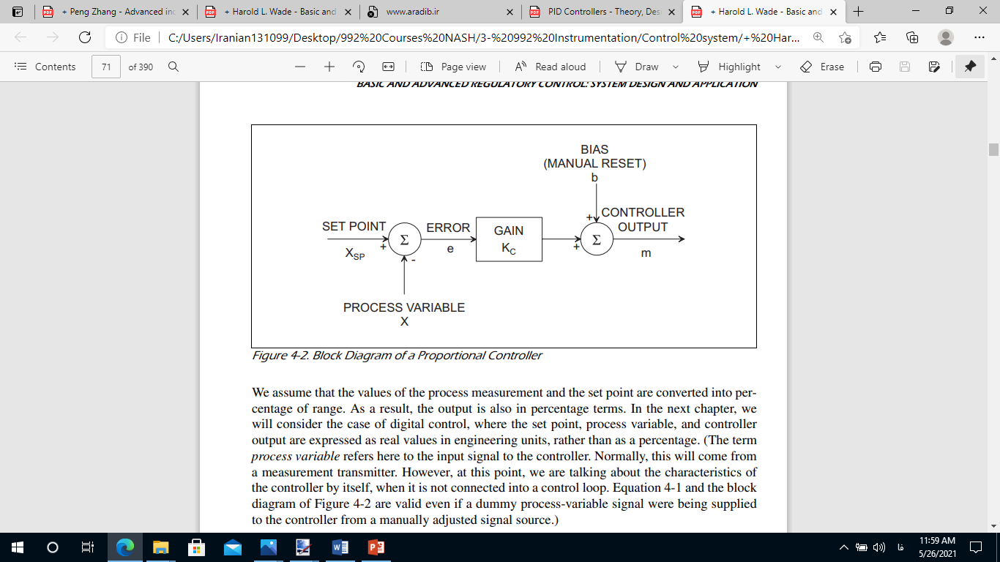 + Peng Zhang - Advanced in
+ Harold L. Wade - Basic and
www.aradib.ir
PID Controllers - Theory, Des
+ Harold L. Wade - Basic and
File
C:/Users/Iranian131099/Desktop/992%20Courses%20NASH/3-%20992%20Instrumentation/Control%20system/+%20Har...
Contents
71
of 390
Page view
Read aloud
Draw
Highlight
Erase
BASIC AND ADVANCED REGULATORY CONTROL: SYSTEM DESIGN AND APPLICATION
BIAS
(MANUAL RESET)
b
+
CONTROLLER
OUTPUT
m
SET POINT
XSP
+
Σ
-
ERROR
e
GAIN
KC
+
Σ
PROCESS VARIABLE
X
Figure 4-2. Block Diagram of a Proportional Controller
We assume that the values of the process measurement and the set point are converted into per-
centage of range. As a result, the output is also in percentage terms. In the next chapter, we
will consider the case of digital control, where the set point, process variable, and controller
output are expressed as real values in engineering units, rather than as a percentage. (The term
process variable refers here to the input signal to the controller. Normally, this will come from
a measurement transmitter. However, at this point, we are talking about the characteristics of
the controller by itself, when it is not connected into a control loop. Equation 4-1 and the block
diagram of Figure 4-2 are valid even if a dummy process-variable signal were being supplied
to the controller from a manually adjusted signal source.)
فا
11:59 AM
5/26/2021